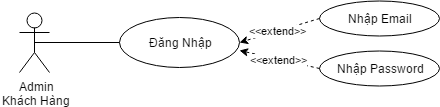 Nhập Email
<<extend>>
Đăng Nhập
<<extend>>
Nhập Password
Admin
Khách Hàng